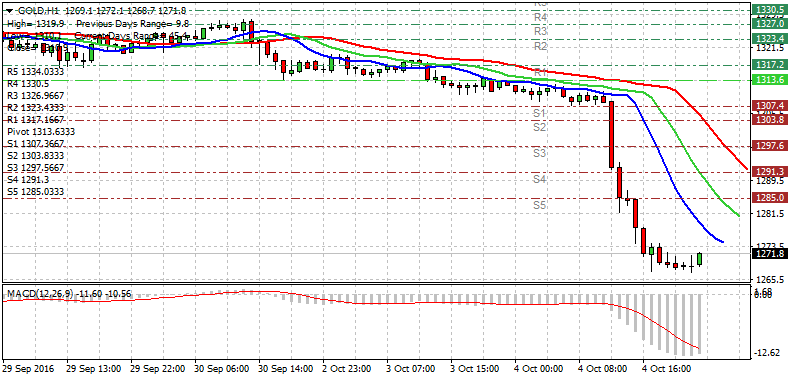 GOLD,H1 1269.1 1272.1 1268.7 1271.8
High= 1319.9 Previous Days Range= 9.8
Current Days Range= 45.4
R5 1334.0333
R4 1330.5
R3 1326.9667
R2 1323.4333
R1 1317.1667
Pivot 1313.6333
S1 1307.3667
S2 1303.8333
S3 1297.5667
S4 1291.3
S5 1285.0333
R4
R3
R2
R1
S1
S2
S3
S4
S5
1330.5
1327.0
1323.4
1321.5
1317.2
1313.6
1307.4
1303.8
1297.6
1291.3
1289.5
1285.0
1281.5
1273.5
1271.8
1265.5
MACD(12,26,9) -11.60 -10.56
1.68
0.00
-12.62
29 Sep 2016
29 Sep 13:00
29 Sep 22:00
30 Sep 06:00
30 Sep 14:00
2 Oct 23:00
3 Oct 07:00
3 Oct 15:00
4 Oct 00:00
4 Oct 08:00
4 Oct 16:00